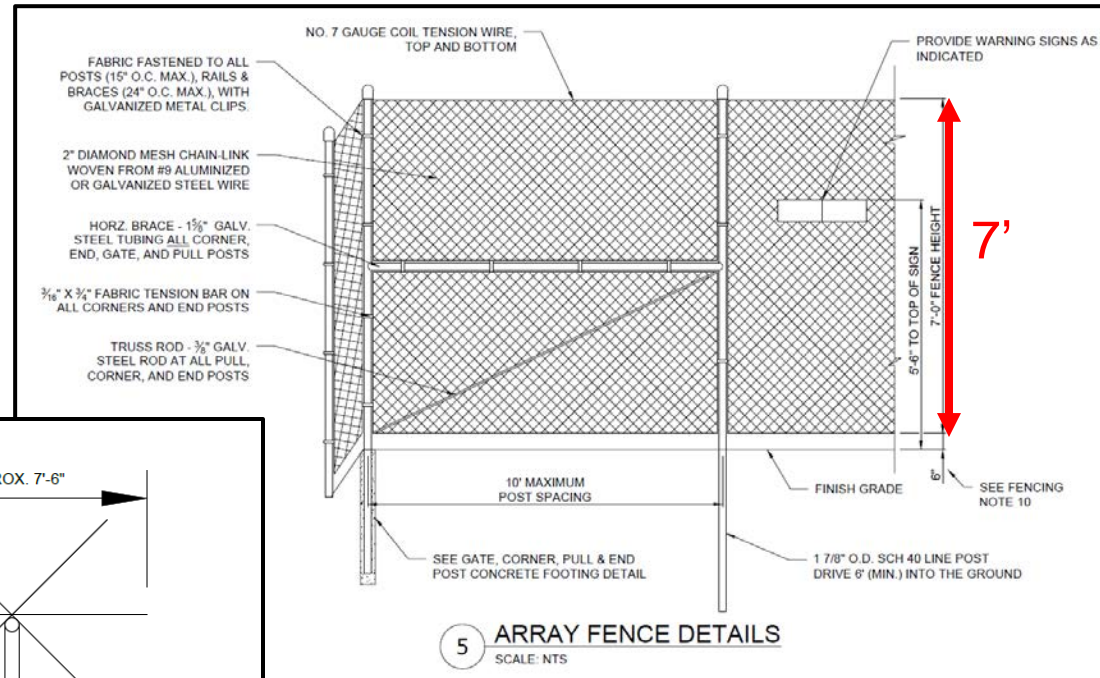 NO. 7 GAUGE COIL TENSION WIRE,
TOP AND BOTTOM
PROVIDE WARNING SIGNS AS
INDICATED
FABRIC FASTENED TO ALL
POSTS (15" O.C. MAX.), RAILS &
BRACES (24" O.C. MAX.), WITH
GALVANIZED METAL CLIPS.
2" DIAMOND MESH CHAIN-LINK
WOVEN FROM #9 ALUMINIZED
OR GALVANIZED STEEL WIRE
HORZ. BRACE - 1⅝" GALV.
STEEL TUBING ALL CORNER,
END, GATE, AND PULL POSTS
3/16" X ¾" FABRIC TENSION BAR ON
ALL CORNERS AND END POSTS
TRUSS ROD - ⅜" GALV.
STEEL ROD AT ALL PULL,
CORNER, AND END POSTS
5'-6" TO TOP OF SIGN
7'-0" FENCE HEIGHT
7'
6"
10' MAXIMUM
POST SPACING
FINISH GRADE
SEE FENCING
NOTE 10
SEE GATE, CORNER, PULL & END
POST CONCRETE FOOTING DETAIL
1 7/8" O.D. SCH 40 LINE POST
DRIVE 6' (MIN.) INTO THE GROUND
5 ARRAY FENCE DETAILS
SCALE: NTS
ROX. 7'-6"